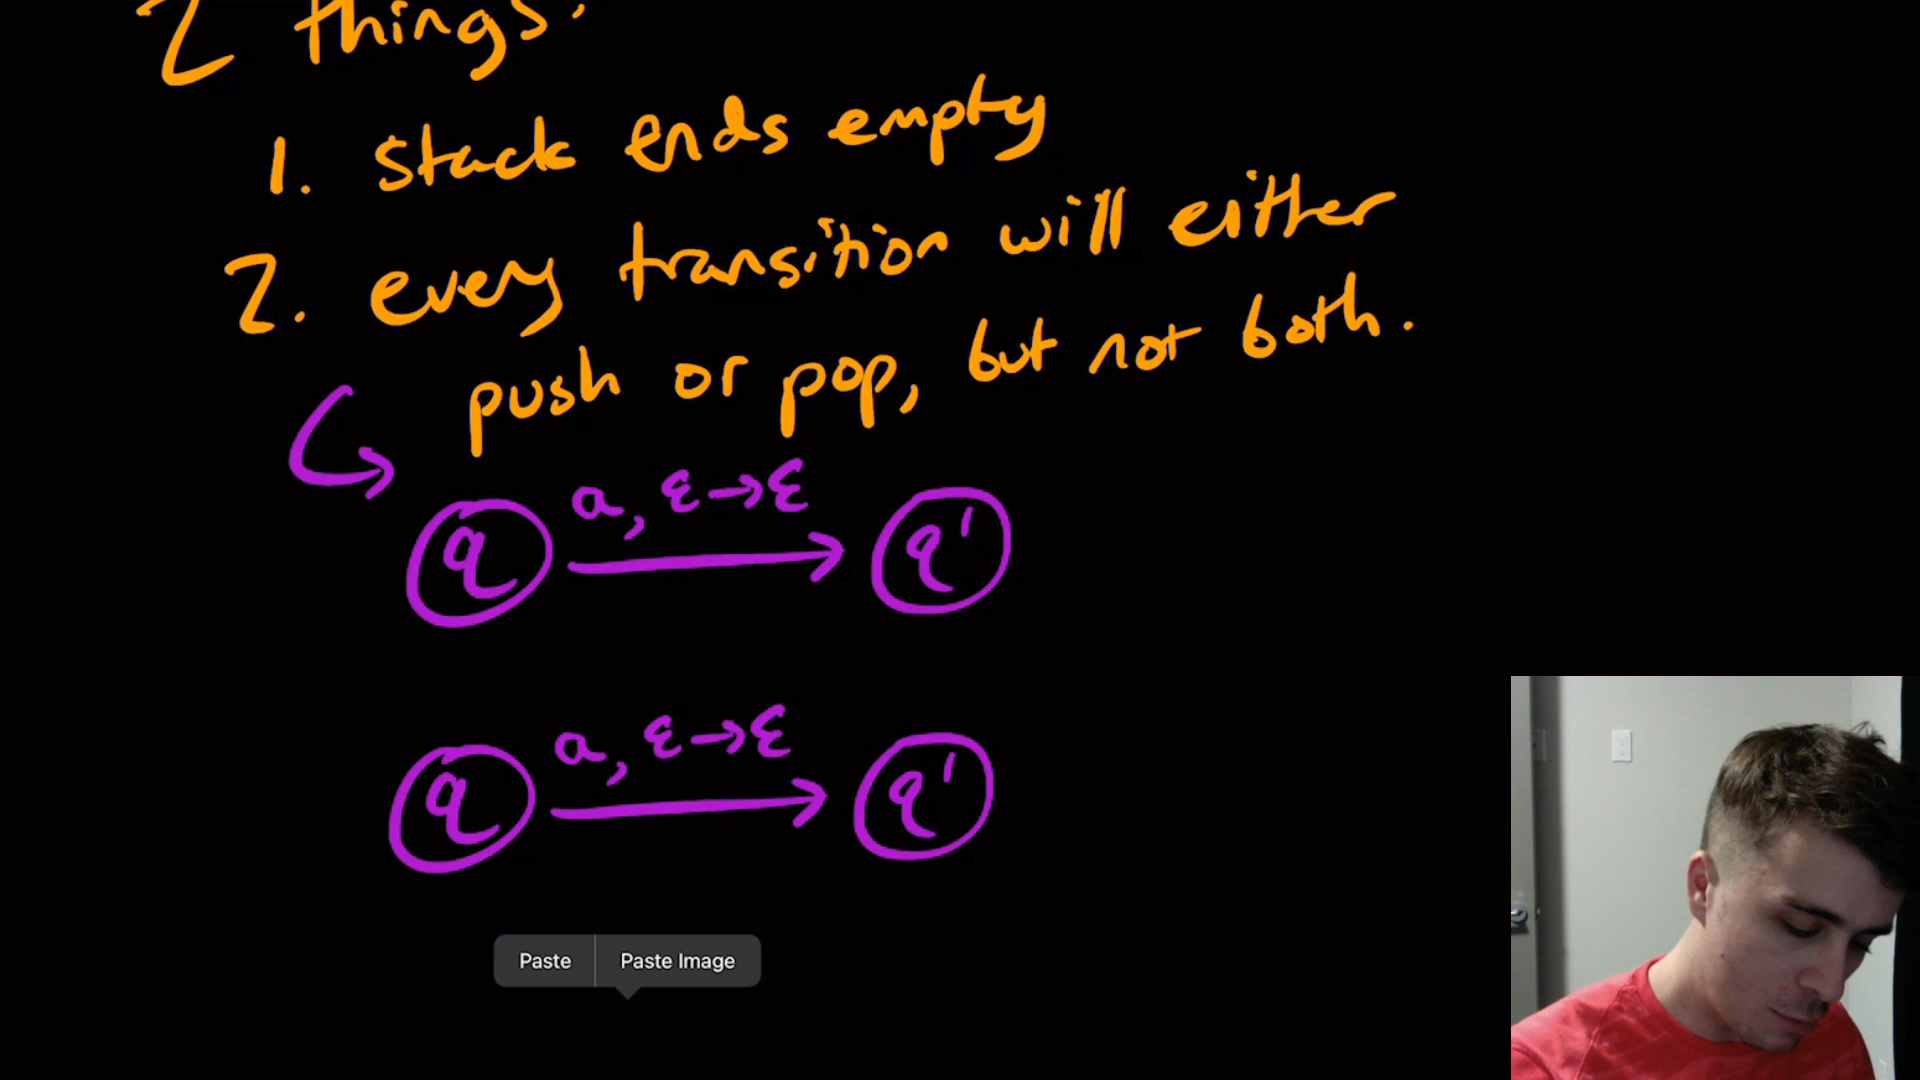 2 things:
1. Stack ends empty
2. every transition will either
push or pop, but not both.
a, ε→ε
q q'
a, ε→ε
q q'
Paste Paste Image